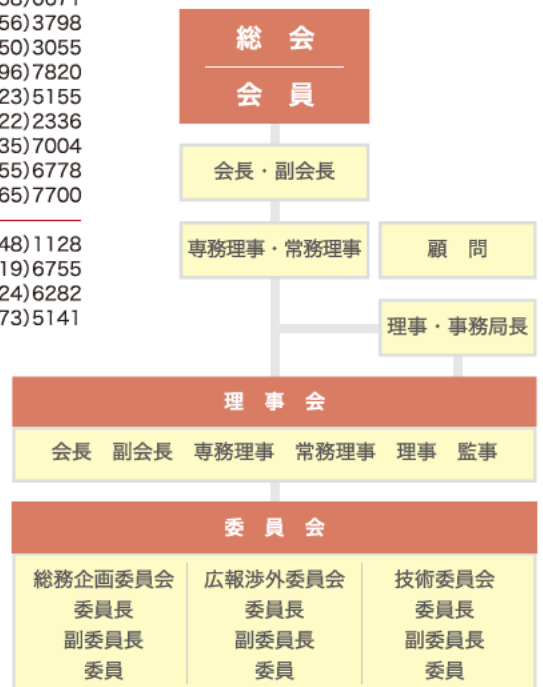 56)3798
50)3055
96)7820
23)5155
22)2336
35)7004
55)6778
65)7700
48)1128
19)6755
24)6282
73)5141
総　会
会　員
会長・副会長
専務理事・常務理事
顧　問
理事・事務局長
理　事　会
会長　副会長　専務理事　常務理事　理事　監事
委　員　会
総務企画委員会
委員長
副委員長
委員
広報渉外委員会
委員長
副委員長
委員
技術委員会
委員長
副委員長
委員